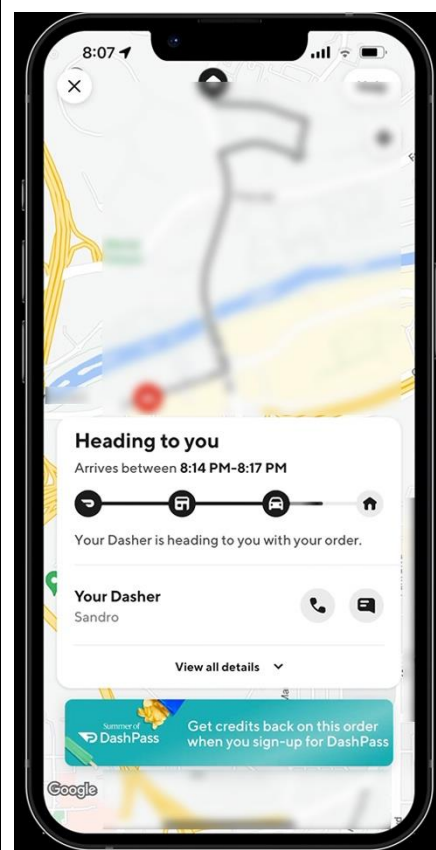 8:07
Heading to you
Arrives between 8:14 PM-8:17 PM
Your Dasher is heading to you with your order.
Your Dasher
Sandro
View all details
Summer of
DashPass
Get credits back on this order
when you sign-up for DashPass
Google